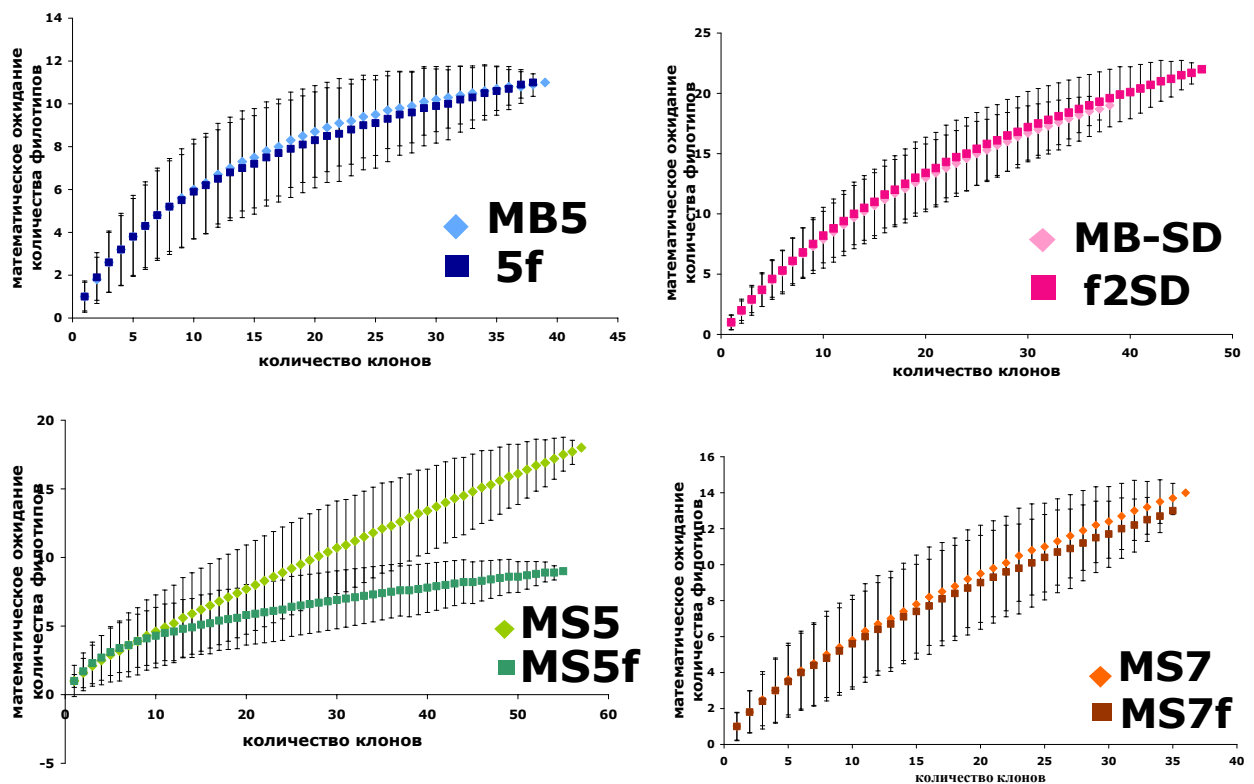 математическое ожидание
количества филотипов
14
12
10
8
6
4
2
0
0 5 10 15 20 25 30 35 40 45
количество клонов
MB5
5f
математическое ожидание
количества филотипов
25
20
15
10
5
0
0 10 20 30 40 50
количество клонов
MB-SD
f2SD
математическое ожидание
количества филотипов
20
15
10
5
0
-5
0 10 20 30 40 50 60
количество клонов
MS5
MS5f
математическое ожидание
количества филотипов
16
14
12
10
8
6
4
2
0
0 5 10 15 20 25 30 35 40
количество клонов
MS7
MS7f